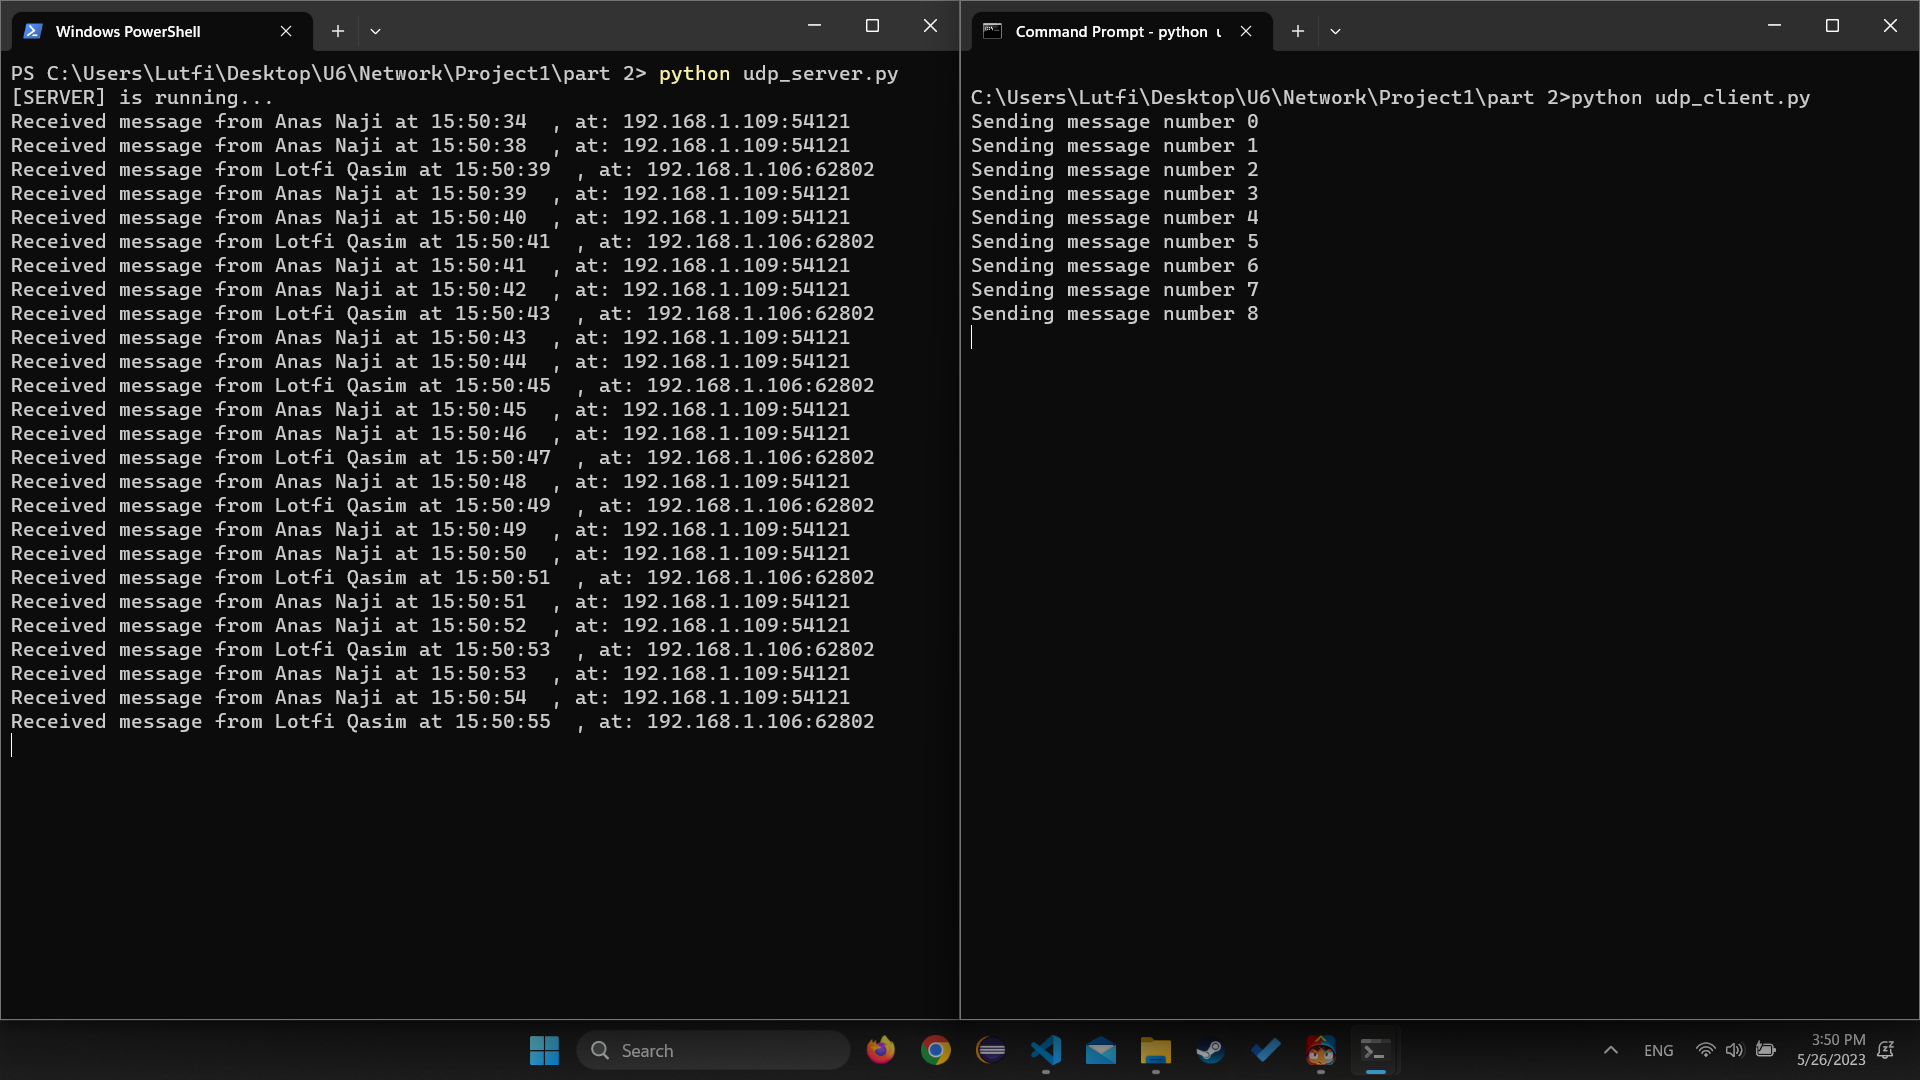 Windows PowerShell
PS C:\Users\Lutfi\Desktop\U6\Network\Project1\part 2> python udp_server.py
[SERVER] is running...
Received message from Anas Naji at 15:50:34  , at: 192.168.1.109:54121
Received message from Anas Naji at 15:50:38  , at: 192.168.1.109:54121
Received message from Lotfi Qasim at 15:50:39  , at: 192.168.1.106:62802
Received message from Anas Naji at 15:50:39  , at: 192.168.1.109:54121
Received message from Anas Naji at 15:50:40  , at: 192.168.1.109:54121
Received message from Lotfi Qasim at 15:50:41  , at: 192.168.1.106:62802
Received message from Anas Naji at 15:50:41  , at: 192.168.1.109:54121
Received message from Anas Naji at 15:50:42  , at: 192.168.1.109:54121
Received message from Lotfi Qasim at 15:50:43  , at: 192.168.1.106:62802
Received message from Anas Naji at 15:50:43  , at: 192.168.1.109:54121
Received message from Anas Naji at 15:50:44  , at: 192.168.1.109:54121
Received message from Lotfi Qasim at 15:50:45  , at: 192.168.1.106:62802
Received message from Anas Naji at 15:50:45  , at: 192.168.1.109:54121
Received message from Anas Naji at 15:50:46  , at: 192.168.1.109:54121
Received message from Lotfi Qasim at 15:50:47  , at: 192.168.1.106:62802
Received message from Anas Naji at 15:50:48  , at: 192.168.1.109:54121
Received message from Lotfi Qasim at 15:50:49  , at: 192.168.1.106:62802
Received message from Anas Naji at 15:50:49  , at: 192.168.1.109:54121
Received message from Anas Naji at 15:50:50  , at: 192.168.1.109:54121
Received message from Lotfi Qasim at 15:50:51  , at: 192.168.1.106:62802
Received message from Anas Naji at 15:50:51  , at: 192.168.1.109:54121
Received message from Anas Naji at 15:50:52  , at: 192.168.1.109:54121
Received message from Lotfi Qasim at 15:50:53  , at: 192.168.1.106:62802
Received message from Anas Naji at 15:50:53  , at: 192.168.1.109:54121
Received message from Anas Naji at 15:50:54  , at: 192.168.1.109:54121
Received message from Lotfi Qasim at 15:50:55  , at: 192.168.1.106:62802
Command Prompt - python
C:\Users\Lutfi\Desktop\U6\Network\Project1\part 2>python udp_client.py
Sending message number 0
Sending message number 1
Sending message number 2
Sending message number 3
Sending message number 4
Sending message number 5
Sending message number 6
Sending message number 7
Sending message number 8
Search
ENG
3:50 PM
5/26/2023